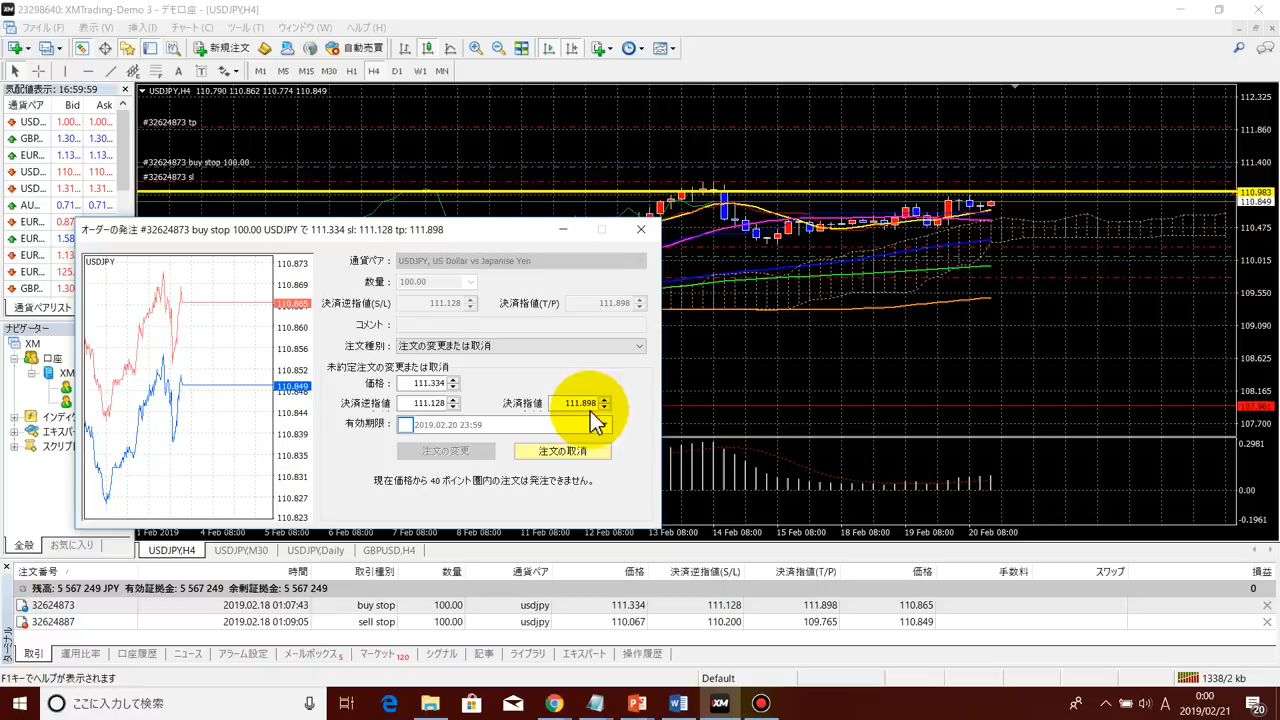 23298640: XMTrading-Demo 3 - デモ口座 - [USDJPY,H4]
ファイル (F) 表示 (V) 挿入(I) チャート (C) ツール (T) ウィンドウ (W) ヘルプ (H)
新規注文 自動売買
M1 M5 M15 M30 H1 H4 D1 W1 MN
気配値表示: 16:59:59
通貨ペア Bid Ask
USD... 1.00... 1.00...
GBP... 1.30... 1.30...
EUR... 1.13... 1.13...
USD... 110.... 110....
USD... 1.31... 1.31...
AU... 0.71... 0.71...
EUR... 0.87...
EUR... 1.58...
EUR... 125....
GBP... 1.30...
通貨ペアリスト
ナビゲーター
XM
口座
XM
インディケ
エキスパー
スクリプト
全般 お気に入り
USDJPY,H4 110.790 110.862 110.774 110.849
#32624873 tp
#32624873 buy stop 100.00
#32624873 sl
112.325
111.860
111.400
110.983
110.849
110.475
110.015
109.550
109.090
108.625
108.165
107.961
107.700
0.2981
0.00
-0.1961
オーダーの発注 #32624873 buy stop 100.00 USDJPY で 111.334 sl: 111.128 tp: 111.898
USDJPY
110.873
110.869
110.865
110.860
110.856
110.852
110.849
110.844
110.839
110.835
110.831
110.827
110.823
通貨ペア : USDJPY, US Dollar vs Japanise Yen
数量 : 100.00
決済逆指値(S/L) 111.128 決済指値(T/P) 111.898
コメント :
注文種別 : 注文の変更または取消
未約定注文の変更または取消
価格 : 111.334
決済逆指値 111.128 決済指値 111.898
有効期限 : 2019.02.20 23:59
注文の変更 注文の取消
現在価格から 40 ポイント圏内の注文は発注できません。
1 Feb 2019 4 Feb 08:00 5 Feb 08:00 6 Feb 08:00 7 Feb 08:00 8 Feb 08:00 11 Feb 08:00 12 Feb 08:00 13 Feb 08:00 14 Feb 08:00 15 Feb 08:00 18 Feb 08:00 19 Feb 08:00 20 Feb 08:00
USDJPY,H4 USDJPY,M30 USDJPY,Daily GBPUSD,H4
注文番号 / 時間 取引種別 数量 通貨ペア 価格 決済逆指値(S/L) 決済指値(T/P) 価格 手数料 スワップ 損益
残高: 5 567 249 JPY 有効証拠金: 5 567 249 余剰証拠金: 5 567 249 0
32624873 2019.02.18 01:07:43 buy stop 100.00 usdjpy 111.334 111.128 111.898 110.865
32624887 2019.02.18 01:09:05 sell stop 100.00 usdjpy 110.067 110.200 109.765 110.849
ターミナル
取引 運用比率 口座履歴 ニュース アラーム設定 メールボックス 5 マーケット 120 シグナル 記事 ライブラリ エキスパート 操作履歴
F1キーでヘルプが表示されます Default 1338/2 kb
ここに入力して検索
XM
A
0:00
2019/02/21
20